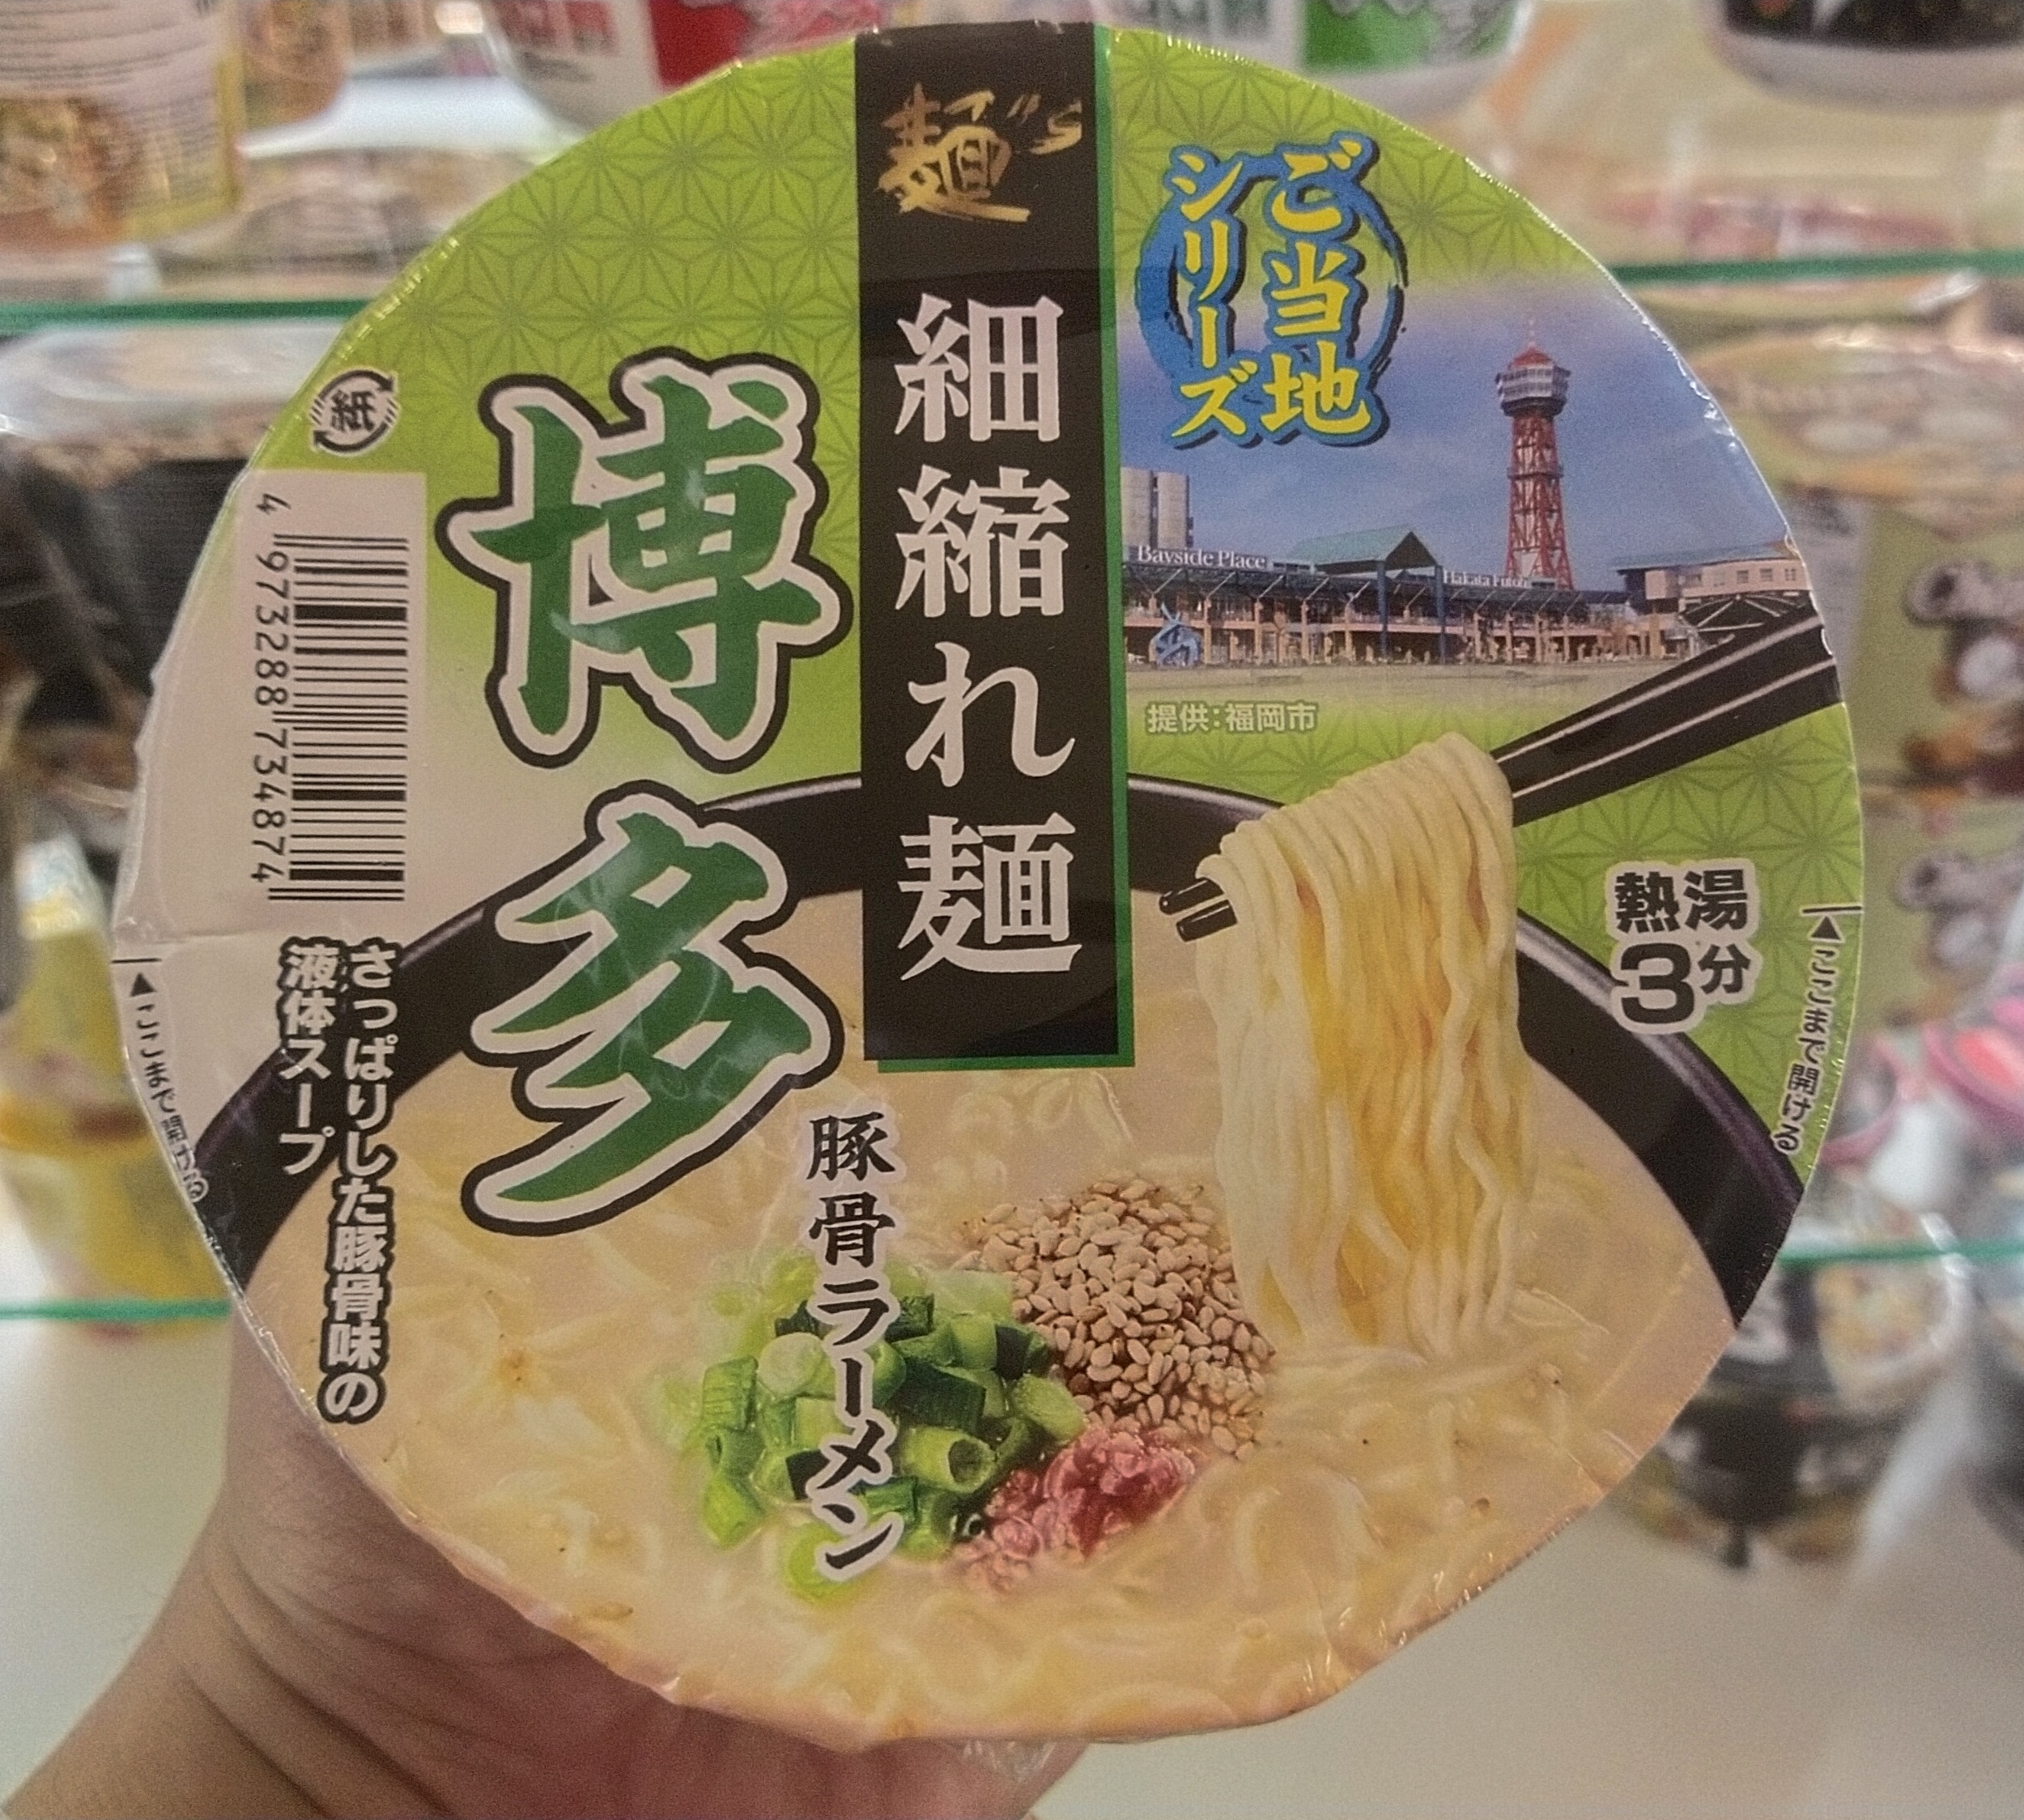 麺's
ご当地
シリーズ
細縮れ麺
博多
豚骨ラーメン
Bayside Place
Hakata Futoh
提供：福岡市
熱湯
3分
▲ここまで開ける
紙
4 973288 734874
さっぱりした豚骨味の
液体スープ
▲ここまで開ける